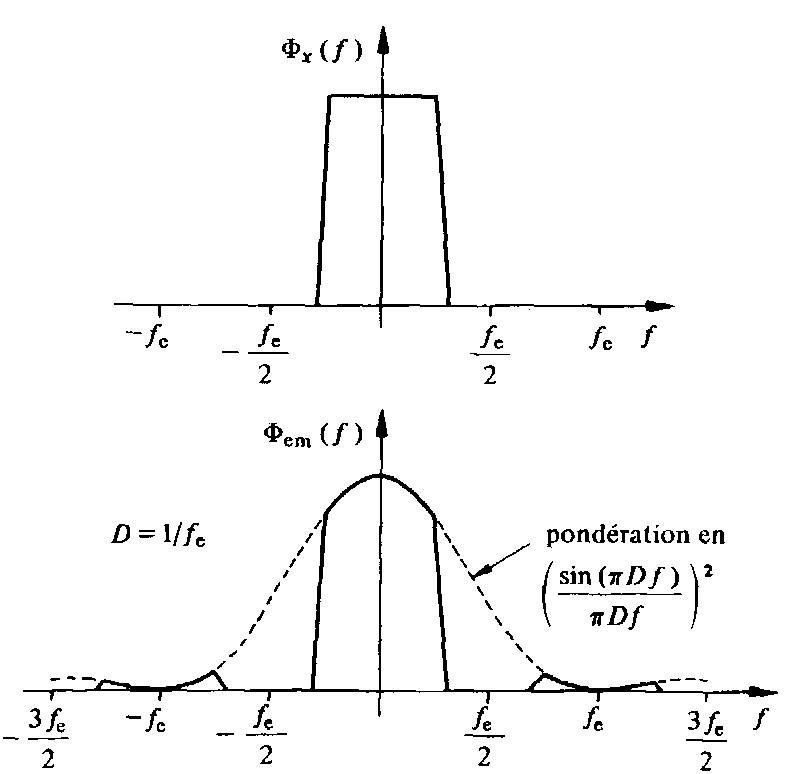 Φx (f)
−fe
− fe/2
fe/2
fe
f
Φem (f)
D = 1/fe
pondération en
(sin (πDf) / πDf)²
− 3fe/2
−fe
− fe/2
fe/2
fe
3fe/2
f